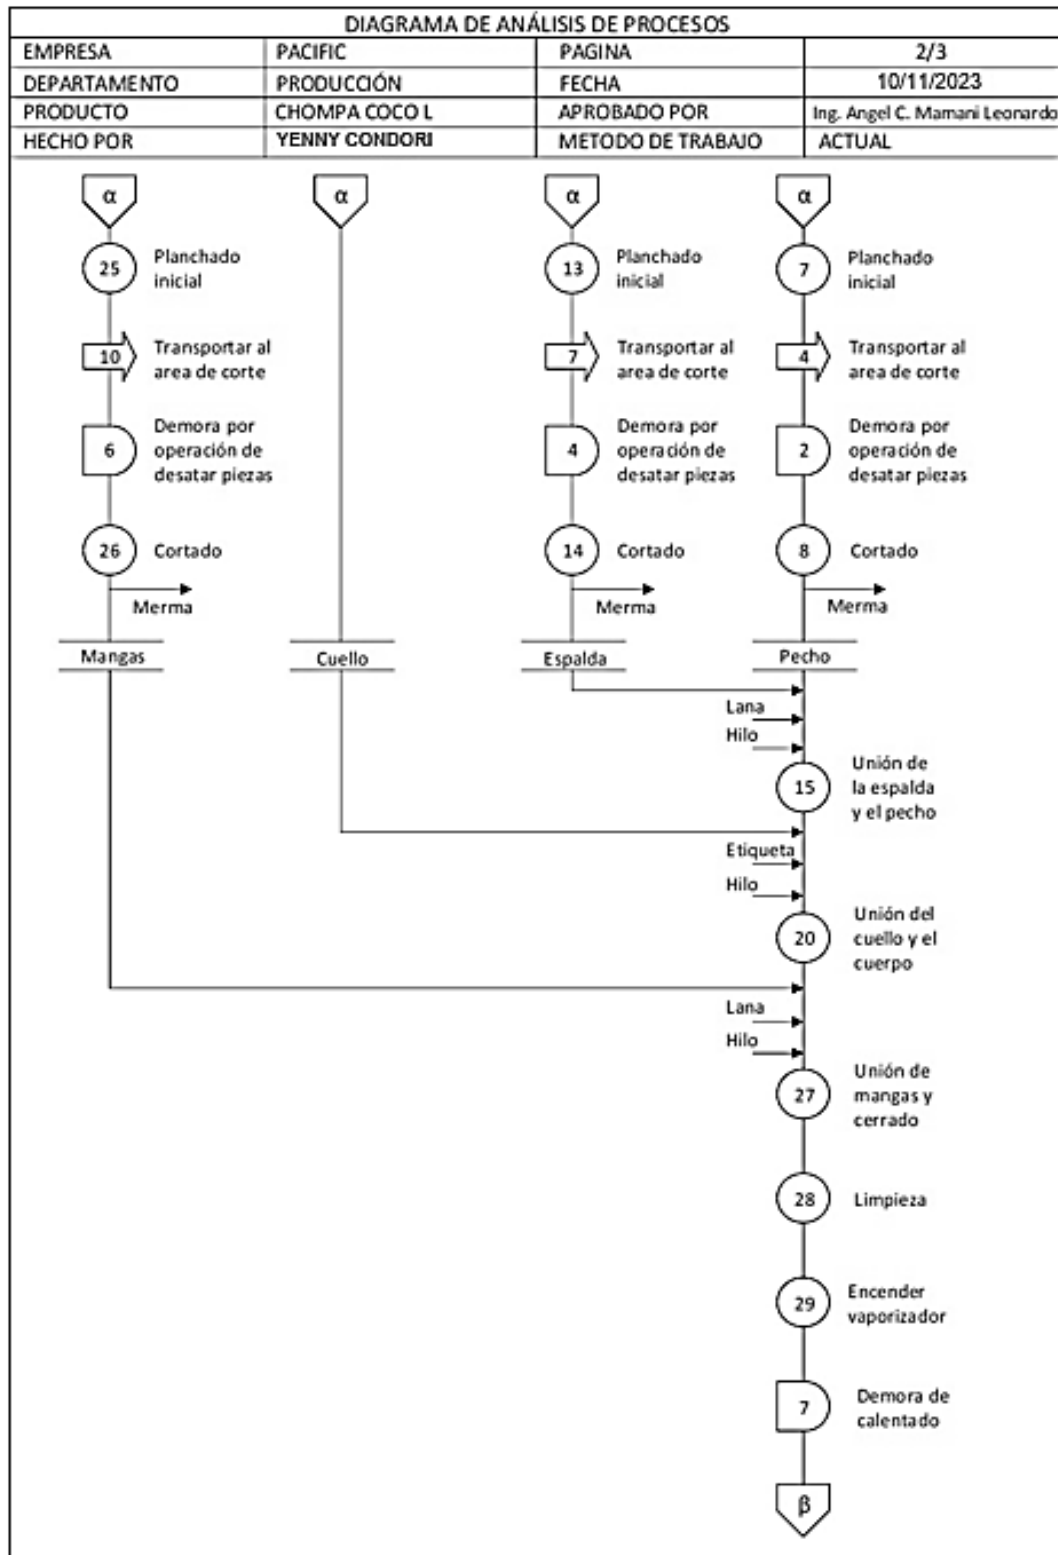 DIAGRAMA DE ANÁLISIS DE PROCESOS
EMPRESA PACIFIC PAGINA 2/3
DEPARTAMENTO PRODUCCIÓN FECHA 10/11/2023
PRODUCTO CHOMPA COCO L APROBADO POR Ing. Angel C. Mamani Leonardo
HECHO POR YENNY CONDORI METODO DE TRABAJO ACTUAL
α α α α
25 Planchado
inicial
13 Planchado
inicial
7 Planchado
inicial
10 Transportar al
area de corte
7 Transportar al
area de corte
4 Transportar al
area de corte
6 Demora por
operación de
desatar piezas
4 Demora por
operación de
desatar piezas
2 Demora por
operación de
desatar piezas
26 Cortado
14 Cortado
8 Cortado
Merma Merma Merma
Mangas Cuello Espalda Pecho
Lana
Hilo
15 Unión de
la espalda
y el pecho
Etiqueta
Hilo
20 Unión del
cuello y el
cuerpo
Lana
Hilo
27 Unión de
mangas y
cerrado
28 Limpieza
29 Encender
vaporizador
7 Demora de
calentado
β